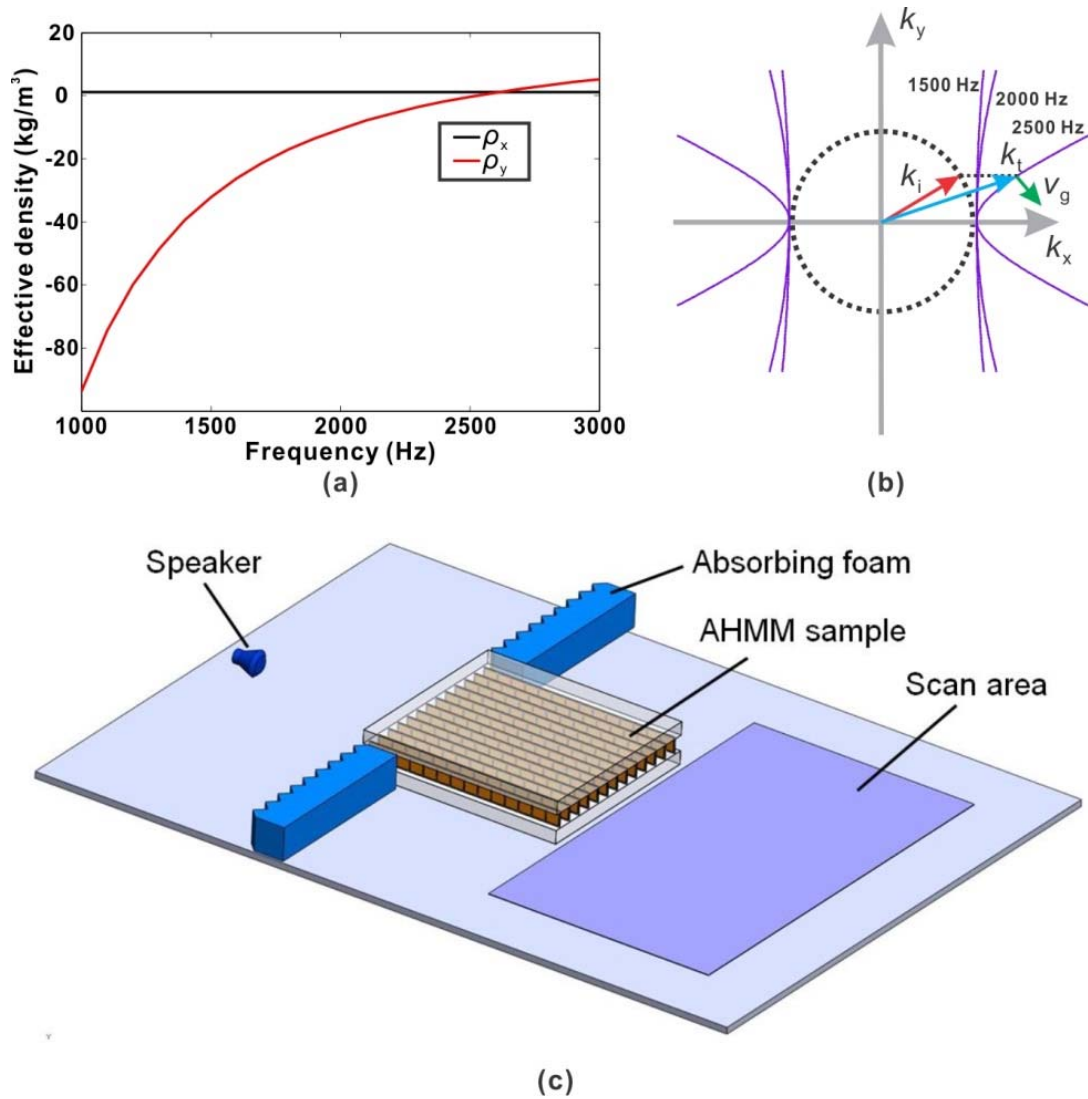 20
0
-20
-40
-60
-80
Effective density (kg/m³)
ρx
ρy
1000
1500
2000
2500
3000
Frequency (Hz)
(a)
ky
1500 Hz
2000 Hz
2500 Hz
ki
kt
vg
kx
(b)
Speaker
Absorbing foam
AHMM sample
Scan area
(c)